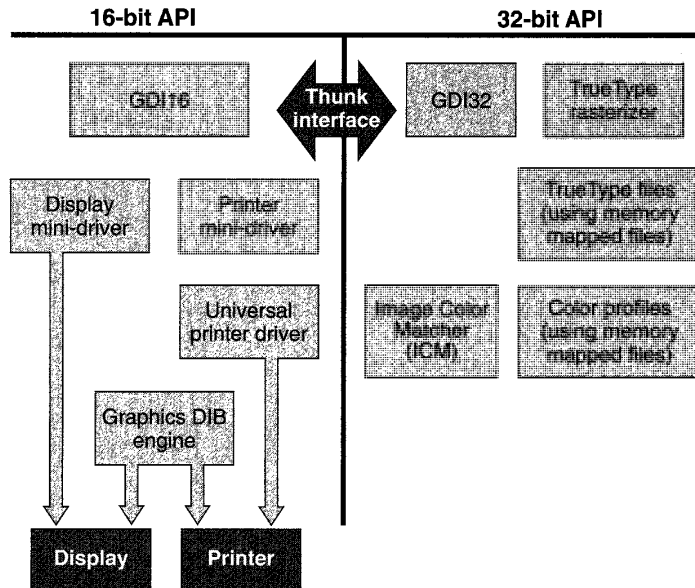 16-bit API
32-bit API
GDI16
Thunk
interface
GDI32
TrueType
rasterizer
Display
mini-driver
Printer
mini-driver
TrueType files
(using memory
mapped files)
Universal
printer driver
Image Color
Matcher
(ICM)
Color profiles
(using memory
mapped files)
Graphics DIB
engine
Display
Printer